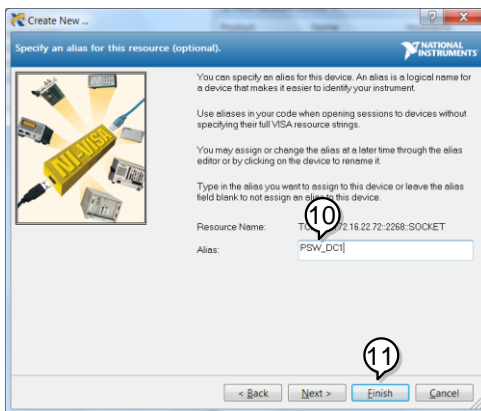 Create New ...
Specify an alias for this resource (optional).
NATIONAL
INSTRUMENTS
You can specify an alias for this device. An alias is a logical name for
a device that makes it easier to identify your instrument.
Use aliases in your code when opening sessions to devices without
specifying their full VISA resource strings.
You may assign or change the alias at a later time through the alias
editor or by clicking on the device to rename it.
Type in the alias you want to assign to this device or leave the alias
field blank to not assign an alias to this device.
NI-VISA
10
Resource Name: 72.16.22.72::2268::SOCKET
Alias: PSW_DC1
11
< Back Next > Finish Cancel